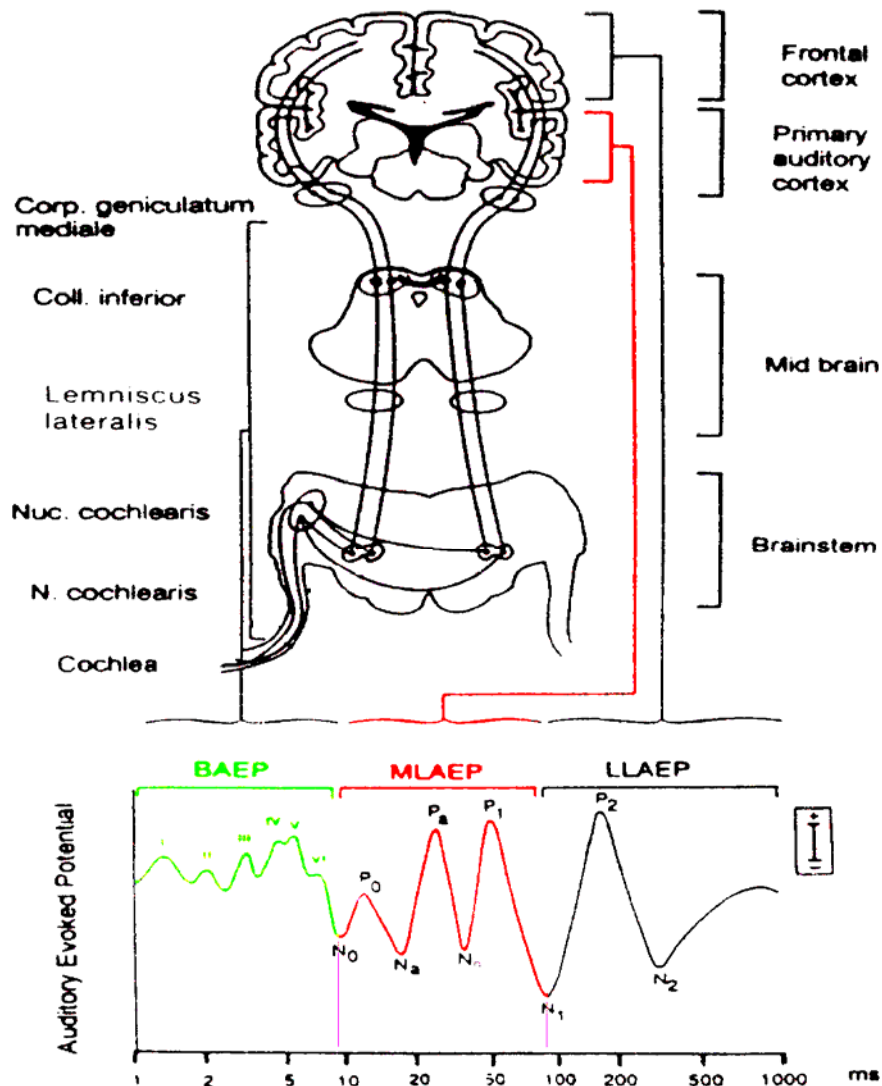 Frontal
cortex
Primary
auditory
cortex
Corp. geniculatum
mediale
Coll. inferior
Mid brain
Lemniscus
lateralis
Nuc. cochlearis
Brainstem
N. cochlearis
Cochlea
BAEP MLAEP LLAEP
I II III IV V VI
P0 Pa P1 P2
N0 Na N1 N2
+
−
Auditory Evoked Potential
1 2 5 10 20 50 100 200 500 1000 ms